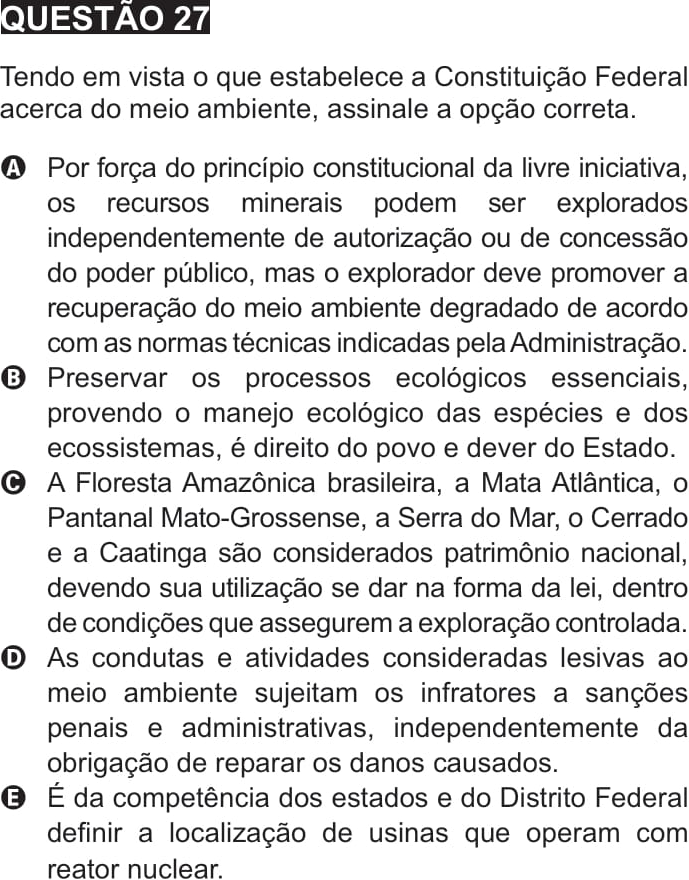 QUESTÃO 27
Tendo em vista o que estabelece a Constituição Federal
acerca do meio ambiente, assinale a opção correta.
A Por força do princípio constitucional da livre iniciativa,
os recursos minerais podem ser explorados
independentemente de autorização ou de concessão
do poder público, mas o explorador deve promover a
recuperação do meio ambiente degradado de acordo
com as normas técnicas indicadas pela Administração.
B Preservar os processos ecológicos essenciais,
provendo o manejo ecológico das espécies e dos
ecossistemas, é direito do povo e dever do Estado.
C A Floresta Amazônica brasileira, a Mata Atlântica, o
Pantanal Mato-Grossense, a Serra do Mar, o Cerrado
e a Caatinga são considerados patrimônio nacional,
devendo sua utilização se dar na forma da lei, dentro
de condições que assegurem a exploração controlada.
D As condutas e atividades consideradas lesivas ao
meio ambiente sujeitam os infratores a sanções
penais e administrativas, independentemente da
obrigação de reparar os danos causados.
E É da competência dos estados e do Distrito Federal
definir a localização de usinas que operam com
reator nuclear.